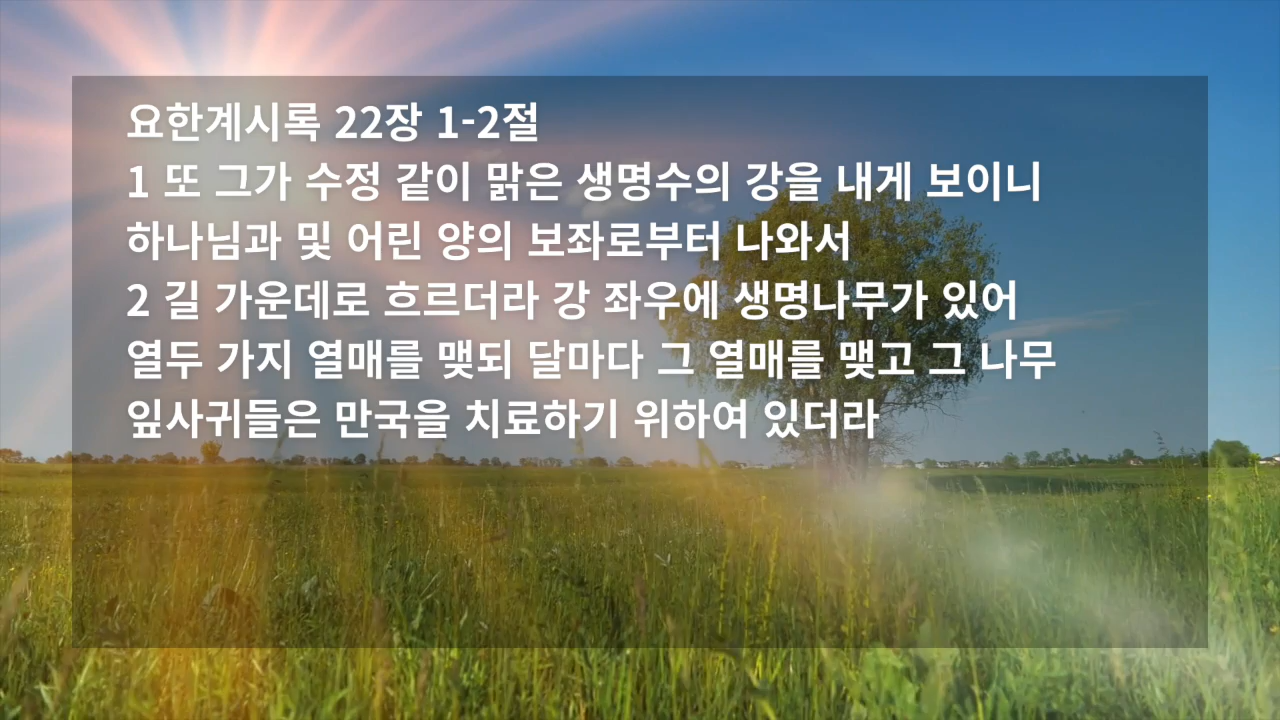 요한계시록 22장 1-2절
1 또 그가 수정 같이 맑은 생명수의 강을 내게 보이니
하나님과 및 어린 양의 보좌로부터 나와서
2 길 가운데로 흐르더라 강 좌우에 생명나무가 있어
열두 가지 열매를 맺되 달마다 그 열매를 맺고 그 나무
잎사귀들은 만국을 치료하기 위하여 있더라